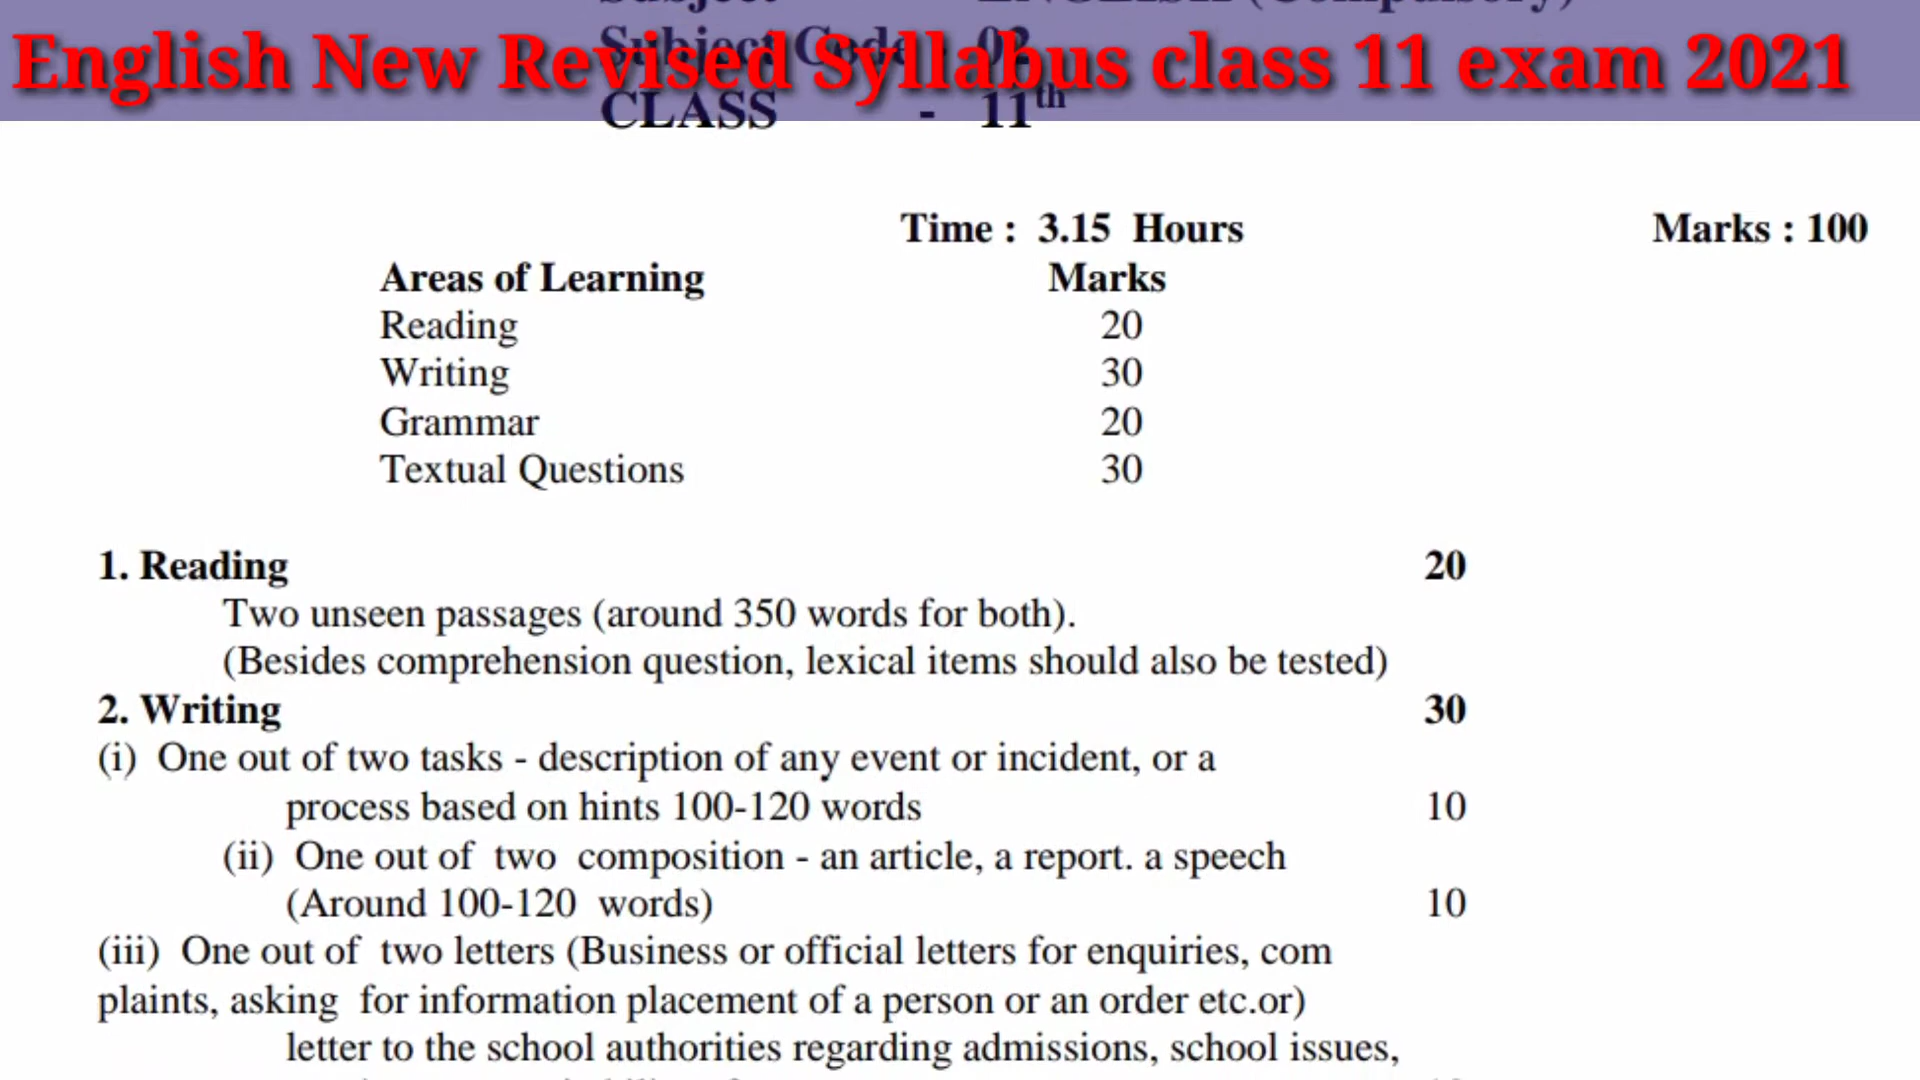 Subject ENGLISH (Compulsory)
Subject Code - 02
English New Revised Syllabus class 11 exam 2021
CLASS - 11th
Time : 3.15 Hours Marks : 100
Areas of Learning Marks
Reading 20
Writing 30
Grammar 20
Textual Questions 30
1. Reading 20
Two unseen passages (around 350 words for both).
(Besides comprehension question, lexical items should also be tested)
2. Writing 30
(i) One out of two tasks - description of any event or incident, or a
process based on hints 100-120 words 10
(ii) One out of two composition - an article, a report. a speech
(Around 100-120 words) 10
(iii) One out of two letters (Business or official letters for enquiries, com
plaints, asking for information placement of a person or an order etc.or)
letter to the school authorities regarding admissions, school issues,